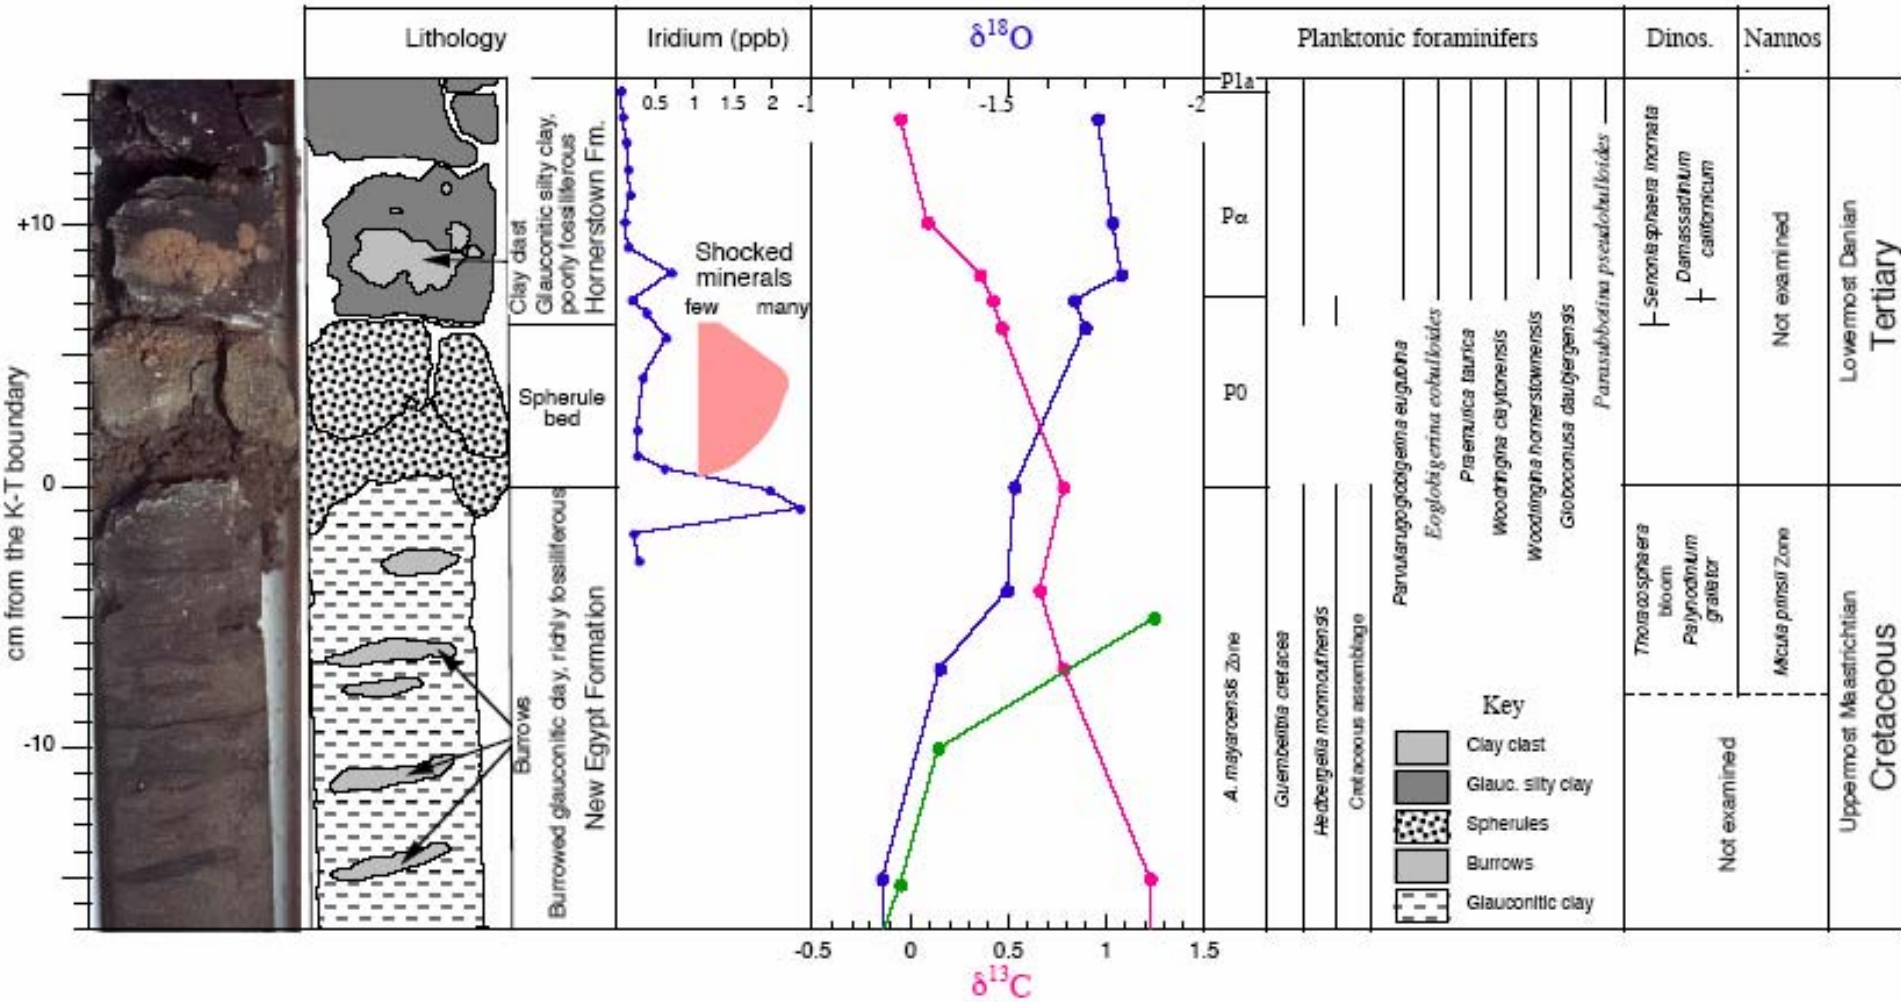 Lithology
Iridium (ppb)
δ18O
Planktonic foraminifers
Dinos.
Nannos
0.5 1 1.5 2
-1 -1.5 -2
P1a
cm from the K-T boundary
+10
0
-10
Clay clast
Glauconitic silty clay,
poorly fossiliferous
Hornerstown Fm.
Shocked
minerals
few many
Spherule
bed
Burrows
Burrowed glauconitic clay, richly fossiliferous
New Egypt Formation
Pα
P0
A. mayaroensis Zone
Guembelitria cretacea
Hedbergella monmouthensis
Cretaceous assemblage
Parvularugoglobigerina eugubina
Eoglobigerina eobulloides
Praemurica taurica
Woodringina claytonensis
Woodringina hornerstownensis
Globoconusa daubjergensis
Parasubbotina pseudobulloides
Senoniasphaera inornata
Damassadinium
californicum
Not examined
Lowermost Danian
Tertiary
Thoracosphaera
bloom
Palynodinium
grallator
Micula prinsii Zone
Not examined
Uppermost Maastrichtian
Cretaceous
Key
Clay clast
Glauc. silty clay
Spherules
Burrows
Glauconitic clay
-0.5 0 0.5 1 1.5
δ13C